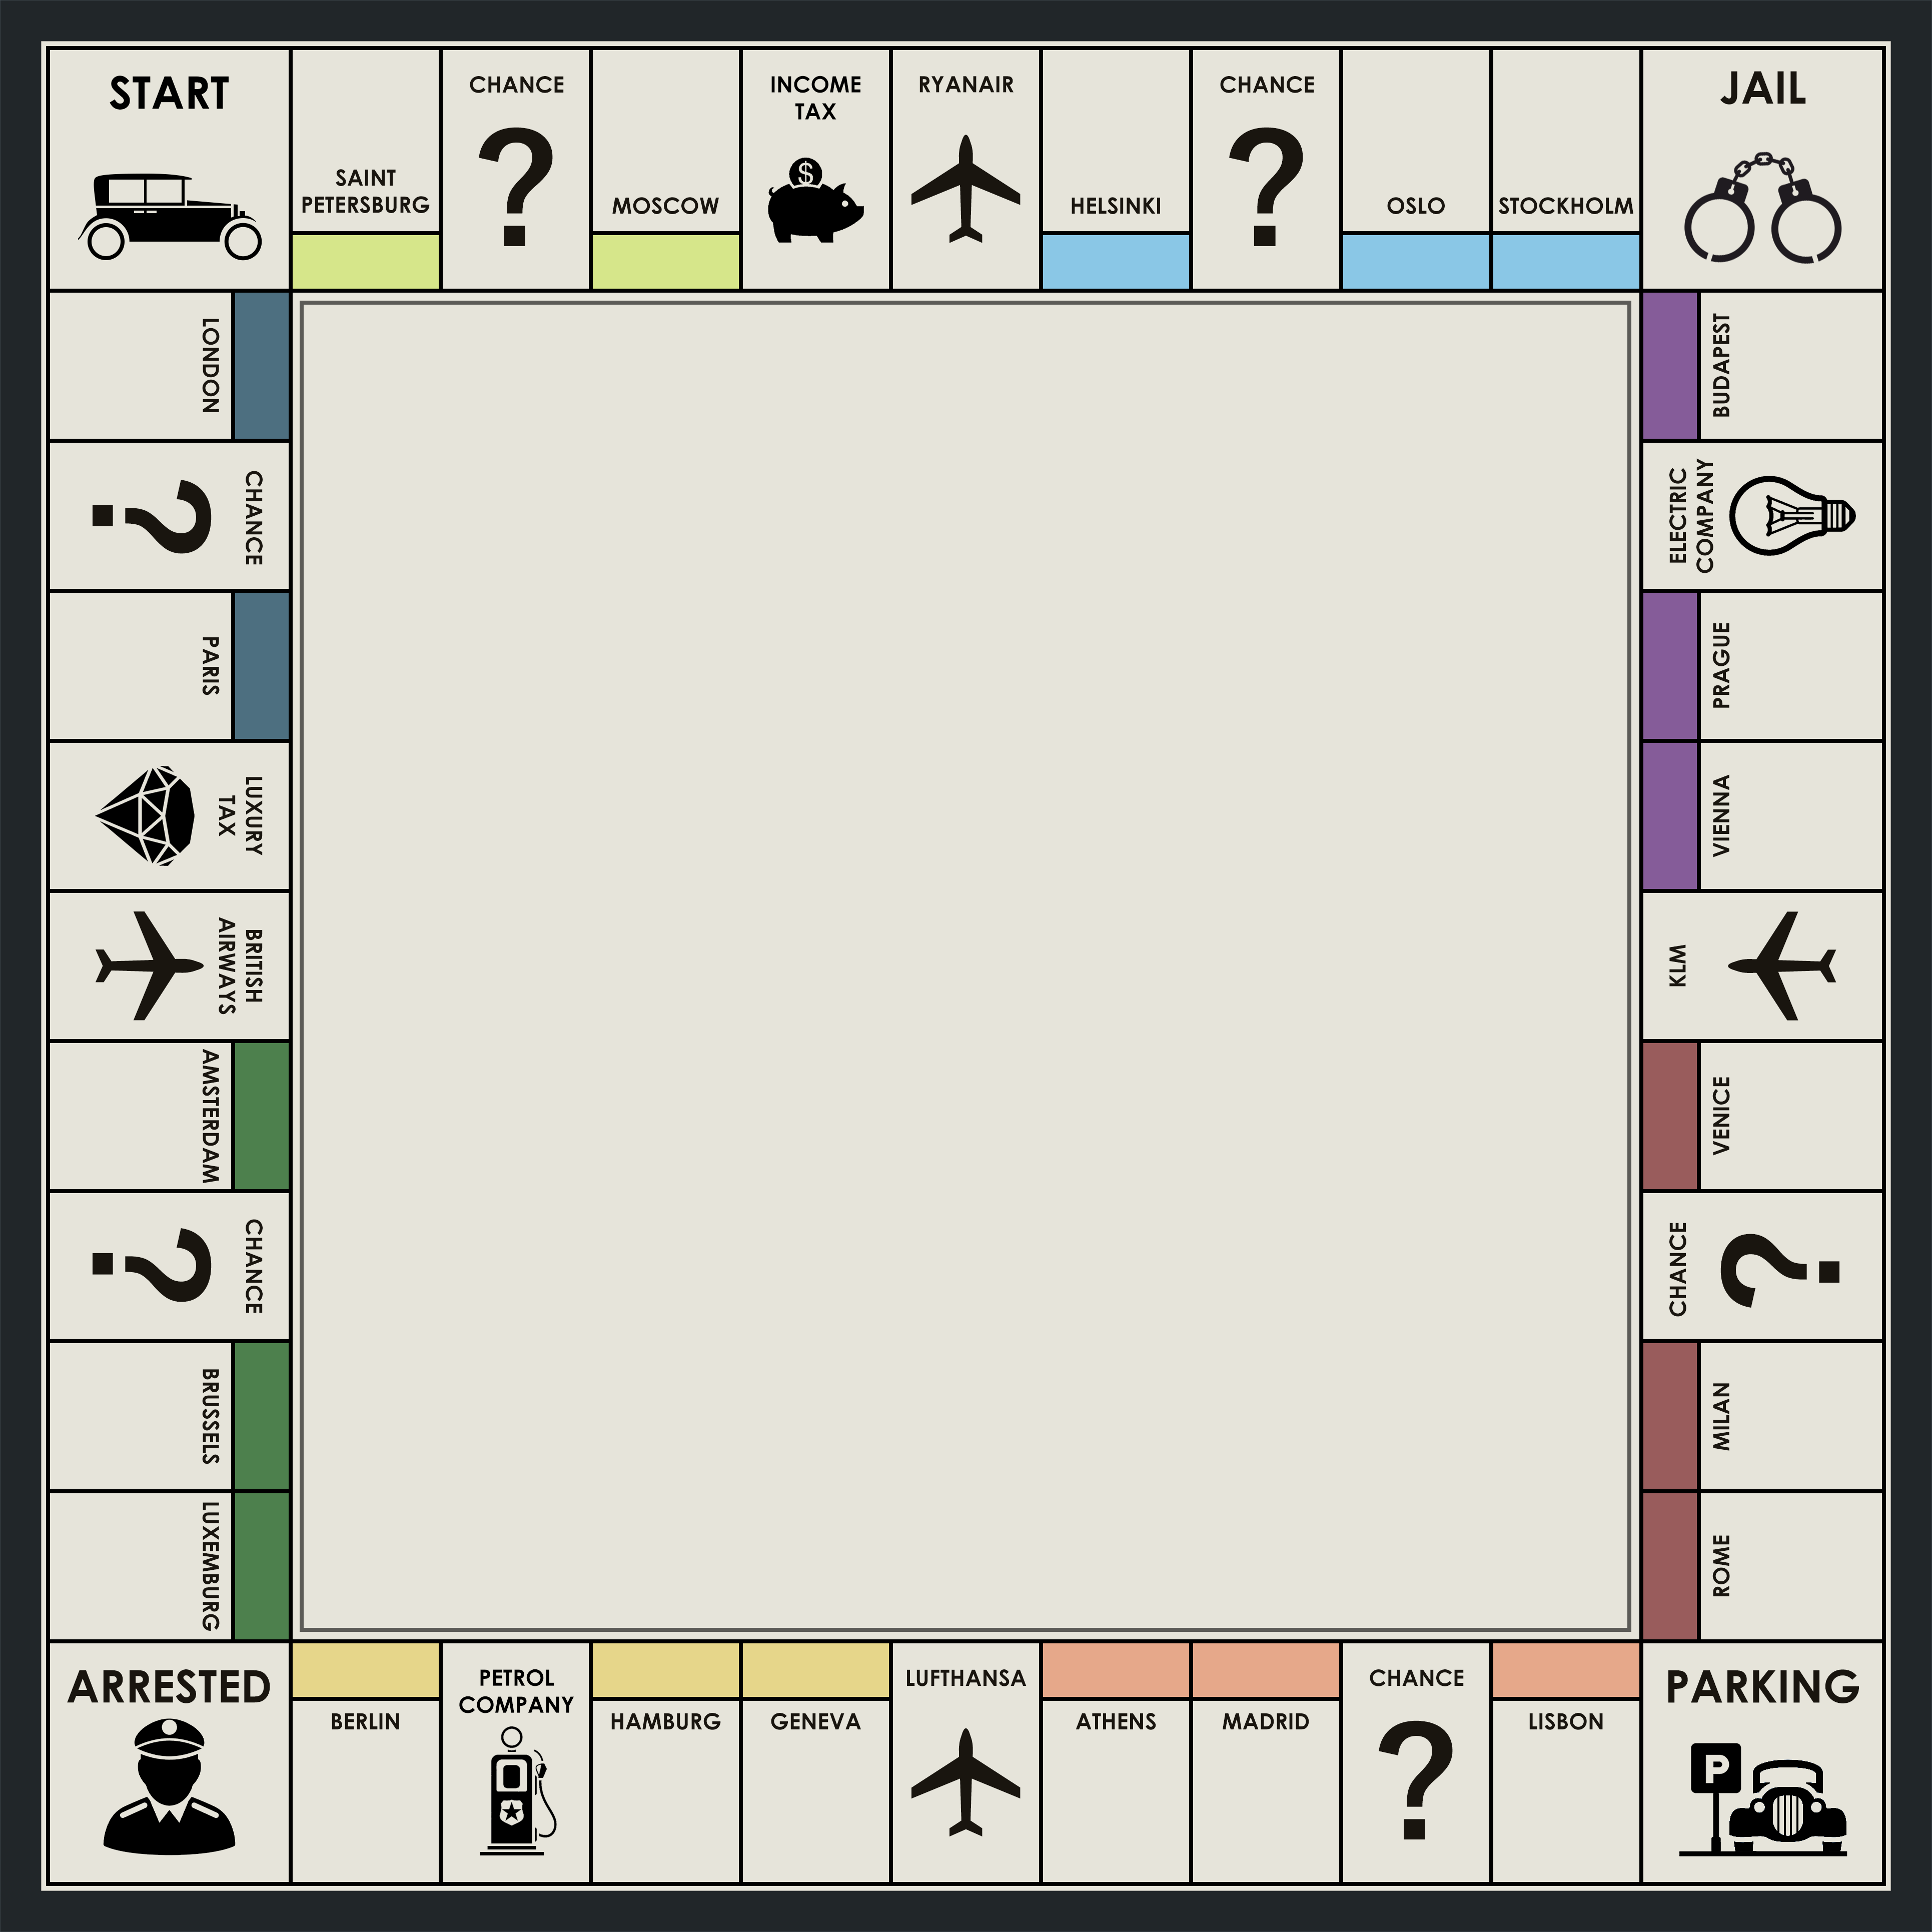 START
SAINT
PETERSBURG
CHANCE
?
MOSCOW
INCOME
TAX
$
RYANAIR
HELSINKI
CHANCE
?
OSLO
STOCKHOLM
JAIL
BUDAPEST
ELECTRIC
COMPANY
PRAGUE
VIENNA
KLM
VENICE
CHANCE
?
MILAN
ROME
PARKING
P
LISBON
CHANCE
?
MADRID
ATHENS
LUFTHANSA
GENEVA
HAMBURG
PETROL
COMPANY
BERLIN
ARRESTED
LUXEMBURG
BRUSSELS
CHANCE
?
AMSTERDAM
BRITISH
AIRWAYS
LUXURY
TAX
PARIS
CHANCE
?
LONDON